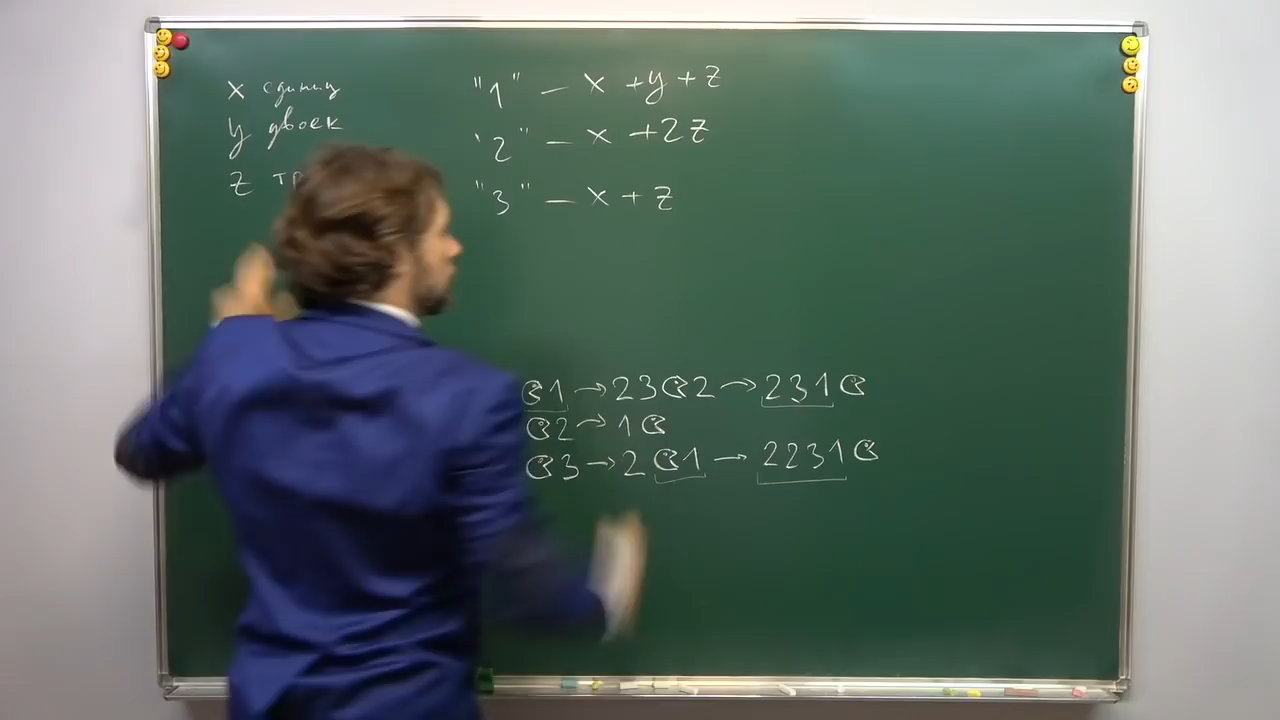 x единиц
y двоек
z
"1" — x + y + z
"2" — x + 2z
"3" — x + z
1 → 23 2 → 231
2 → 1
3 → 2 1 → 2231